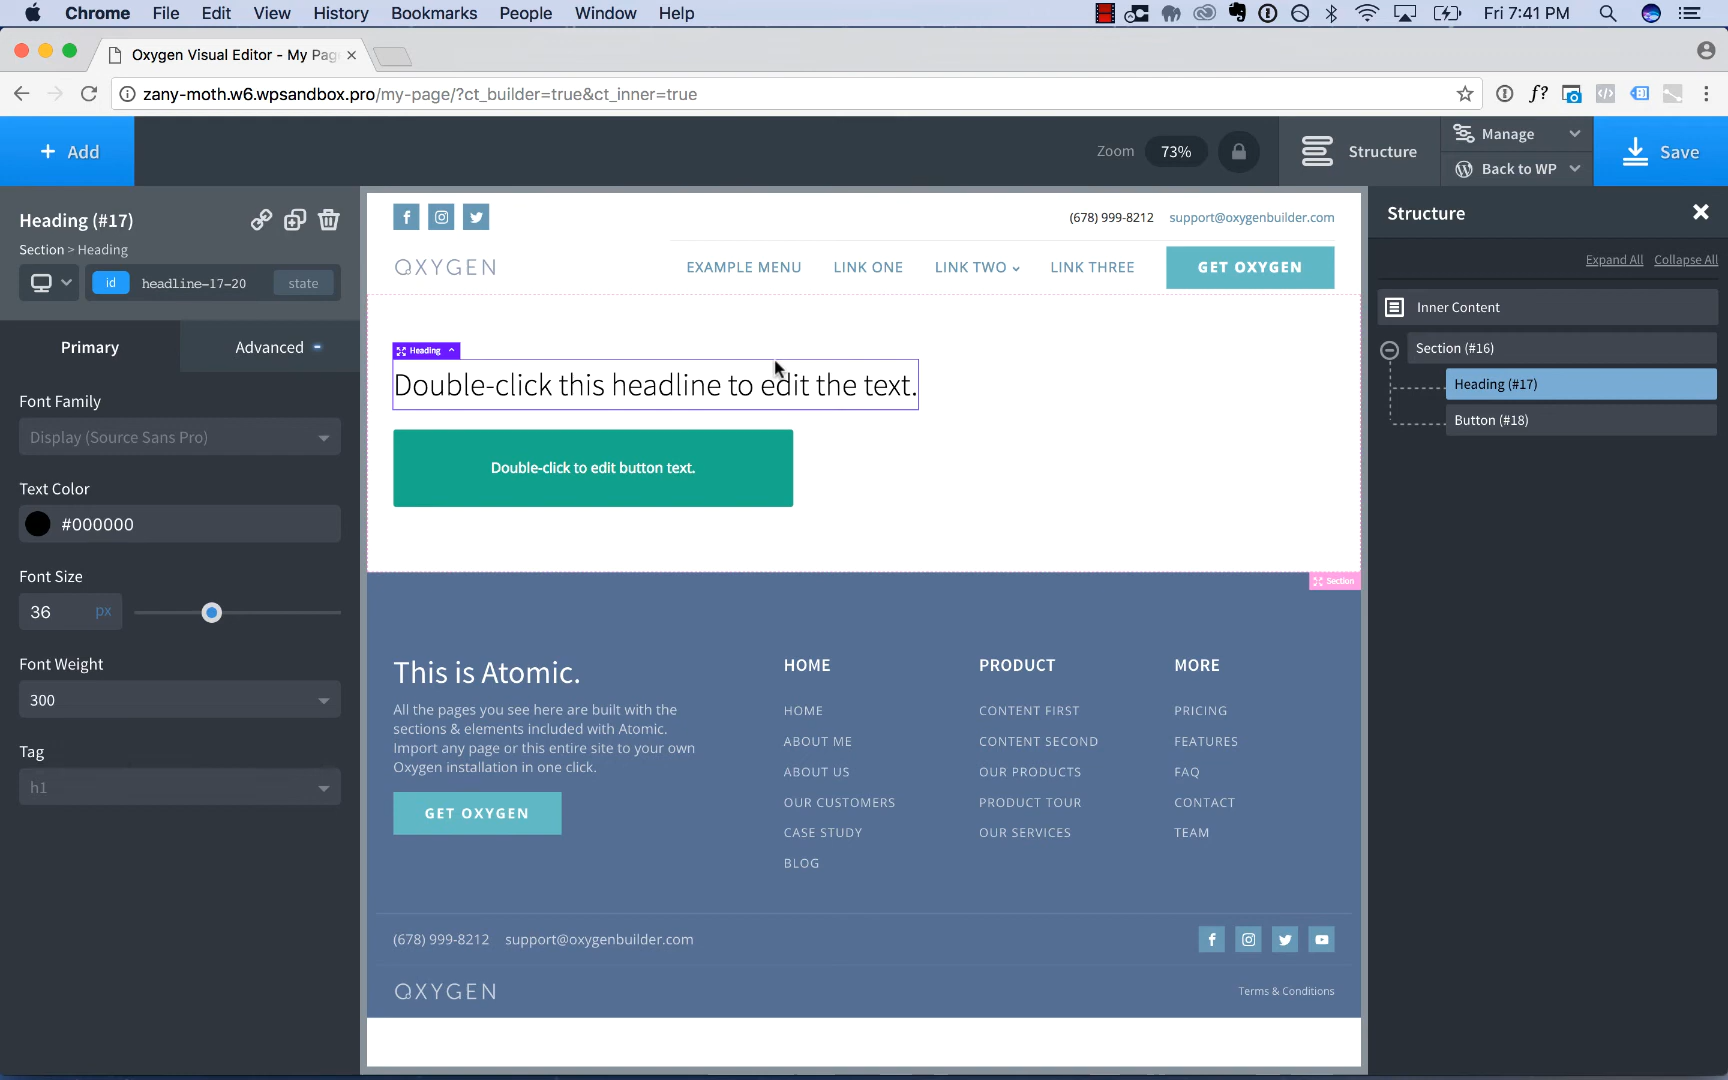 Chrome File Edit View History Bookmarks People Window Help Fri 7:41 PM
Oxygen Visual Editor - My Pag
zany-moth.w6.wpsandbox.pro/my-page/?ct_builder=true&ct_inner=true f?
+ Add
Zoom 73%
Structure
Manage
Back to WP
Save
Heading (#17)
Section > Heading
id headline-17-20 state
Primary Advanced
Font Family
Display (Source Sans Pro)
Text Color
#000000
Font Size
36 px
Font Weight
300
Tag
h1
(678) 999-8212 support@oxygenbuilder.com
OXYGEN EXAMPLE MENU LINK ONE LINK TWO LINK THREE GET OXYGEN
Heading
Double-click this headline to edit the text.
Double-click to edit button text.
Section
This is Atomic.
All the pages you see here are built with the
sections & elements included with Atomic.
Import any page or this entire site to your own
Oxygen installation in one click.
GET OXYGEN
HOME
HOME
ABOUT ME
ABOUT US
OUR CUSTOMERS
CASE STUDY
BLOG
PRODUCT
CONTENT FIRST
CONTENT SECOND
OUR PRODUCTS
PRODUCT TOUR
OUR SERVICES
MORE
PRICING
FEATURES
FAQ
CONTACT
TEAM
(678) 999-8212 support@oxygenbuilder.com
OXYGEN
Terms & Conditions
Structure
Expand All Collapse All
Inner Content
Section (#16)
Heading (#17)
Button (#18)